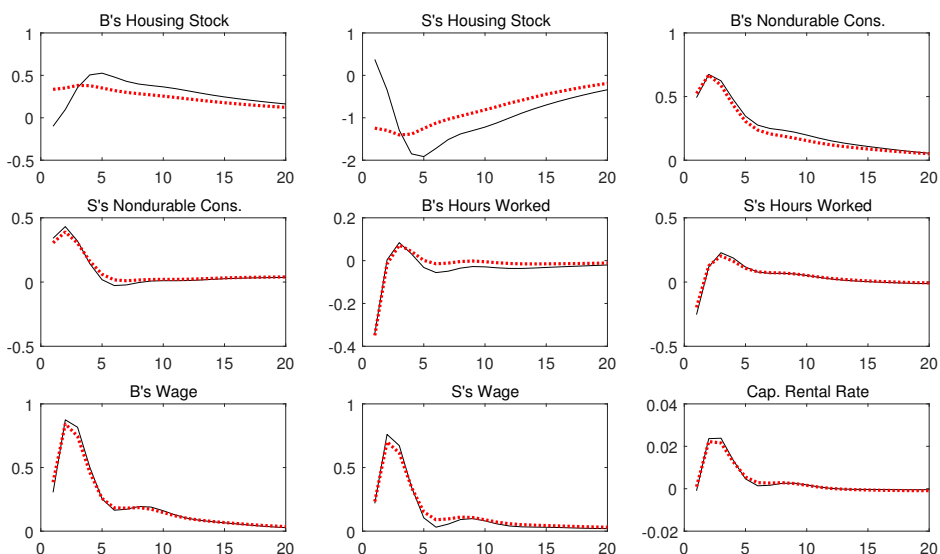 B's Housing Stock
1
0.5
0
-0.5
0 5 10 15 20
S's Housing Stock
1
0
-1
-2
0 5 10 15 20
B's Nondurable Cons.
1
0.5
0
0 5 10 15 20
S's Nondurable Cons.
0.5
0
-0.5
0 5 10 15 20
B's Hours Worked
0.2
0
-0.2
-0.4
0 5 10 15 20
S's Hours Worked
0.5
0
-0.5
0 5 10 15 20
B's Wage
1
0.5
0
0 5 10 15 20
S's Wage
1
0.5
0
0 5 10 15 20
Cap. Rental Rate
0.04
0.02
0
-0.02
0 5 10 15 20